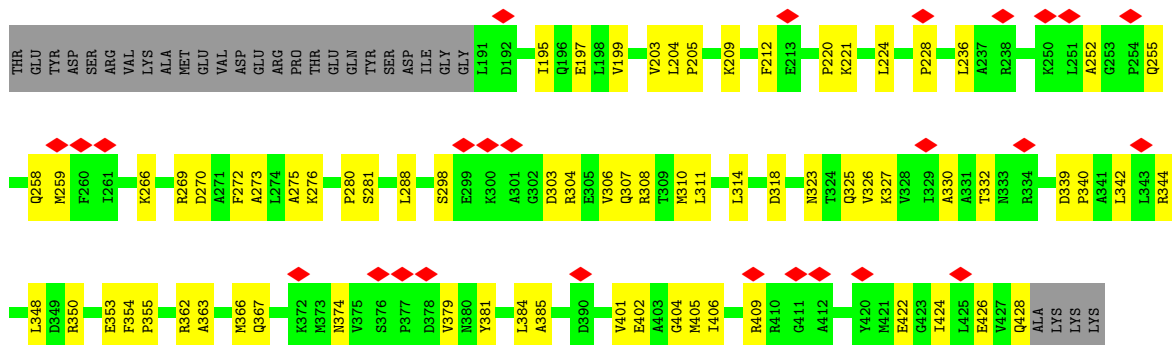 THR GLU TYR ASP SER ARG VAL LYS ALA MET GLU VAL ASP GLU ARG PRO THR GLU GLN TYR SER ASP ILE GLY GLY L191 D192 I195 Q196 E197 L198 V199 V203 L204 P205 K209 F212 E213 P220 K221 L224 P228 L236 A237 R238 K250 L251 A252 G253 P254 Q255
Q258 M259 F260 I261 K266 R269 D270 A271 F272 A273 L274 A275 K276 P280 S281 L288 S298 E299 K300 A301 G302 D303 R304 E305 V306 Q307 R308 T309 M310 L311 L314 D318 N323 T324 Q325 V326 K327 V328 I329 A330 A331 T332 N333 R334 D339 P340 A341 L342 L343 R344
L348 D349 R350 E353 F354 P355 R362 A363 M366 Q367 K372 M373 N374 V375 S376 P377 D378 V379 N380 Y381 L384 A385 D390 V401 E402 A403 G404 M405 I406 R409 R410 G411 A412 Y420 M421 E422 G423 I424 L425 E426 V427 Q428 ALA LYS LYS LYS